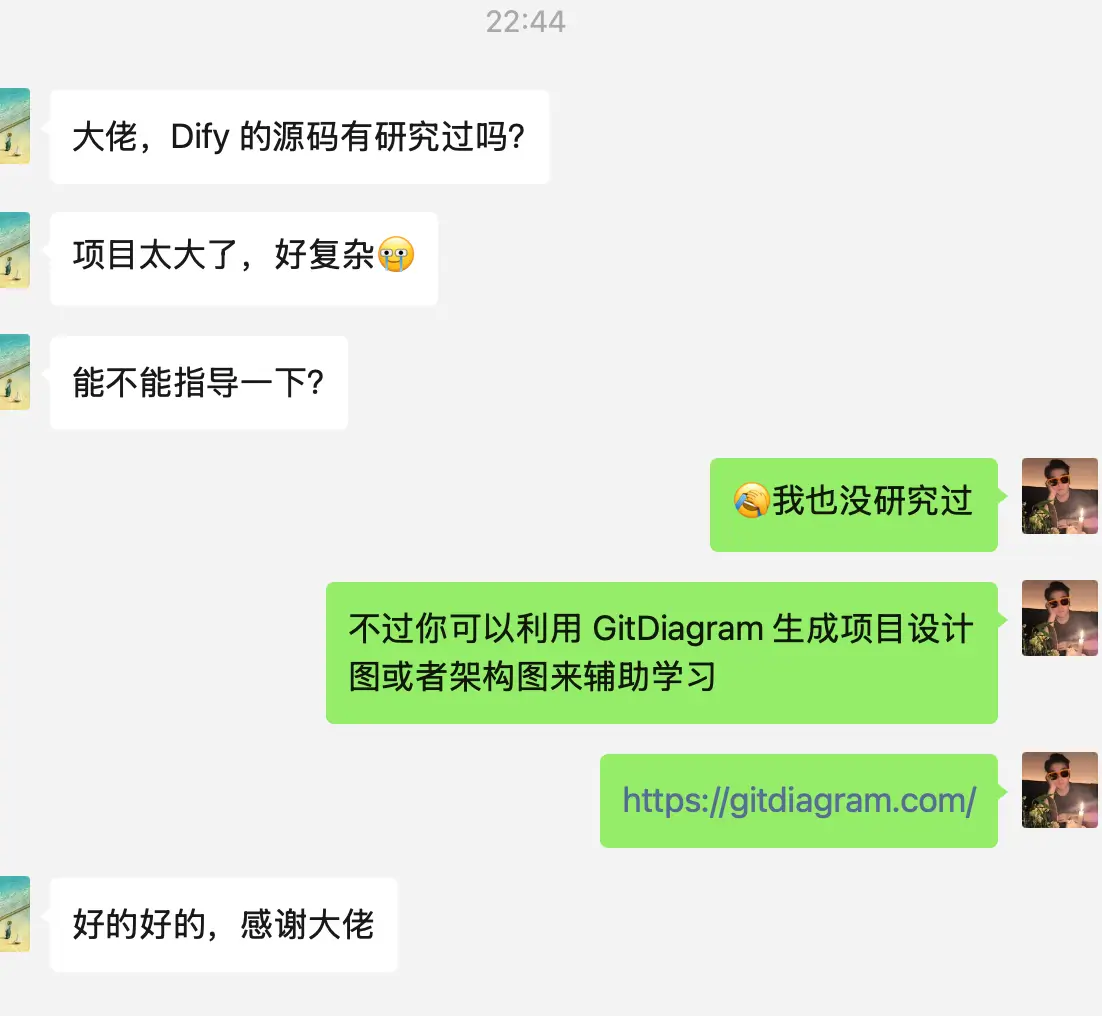 22:44
大佬，Dify 的源码有研究过吗？
项目太大了，好复杂🥹
能不能指导一下？
🤣我也没研究过
不过你可以利用 GitDiagram 生成项目设计
图或者架构图来辅助学习
https://gitdiagram.com/
好的好的，感谢大佬